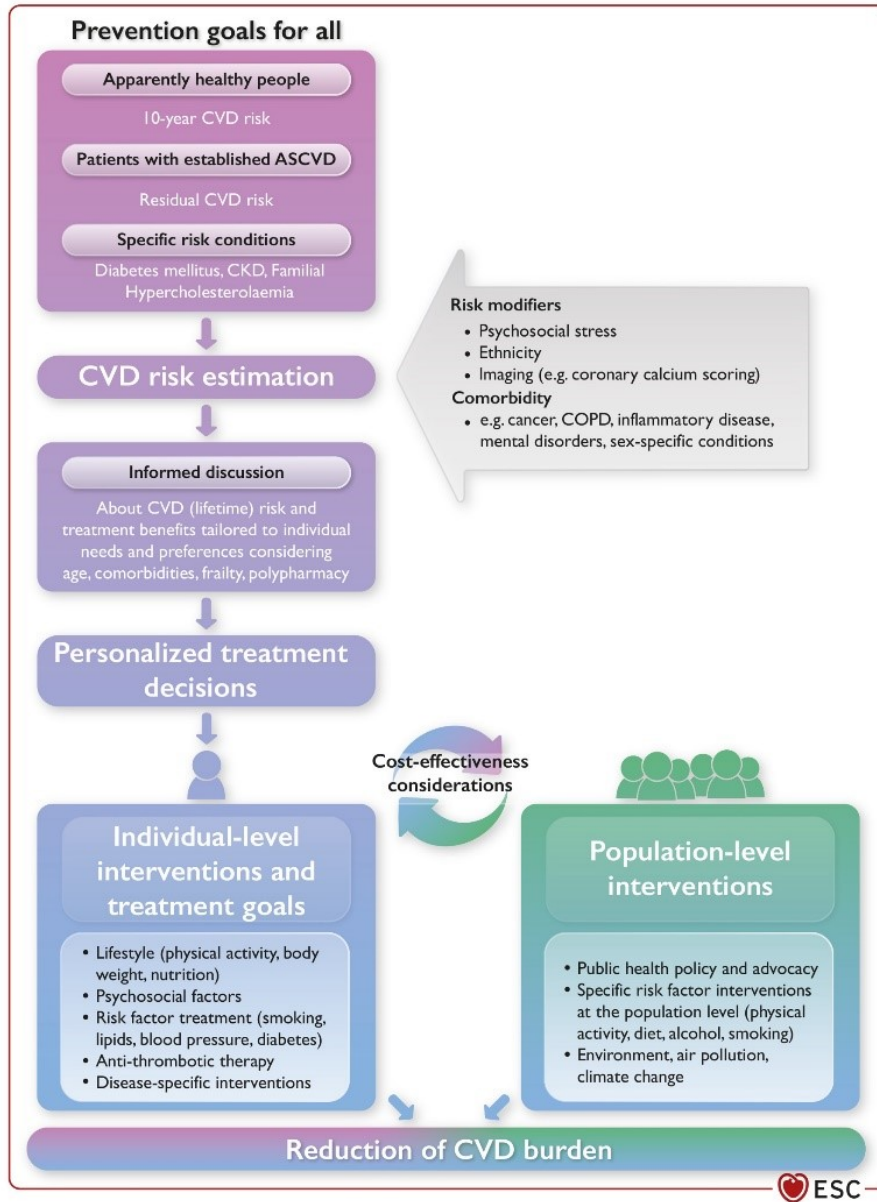 Prevention goals for all
Apparently healthy people
10-year CVD risk
Patients with established ASCVD
Residual CVD risk
Specific risk conditions
Diabetes mellitus, CKD, Familial
Hypercholesterolaemia
Risk modifiers
• Psychosocial stress
• Ethnicity
• Imaging (e.g. coronary calcium scoring)
Comorbidity
• e.g. cancer, COPD, inflammatory disease,
mental disorders, sex-specific conditions
CVD risk estimation
Informed discussion
About CVD (lifetime) risk and
treatment benefits tailored to individual
needs and preferences considering
age, comorbidities, frailty, polypharmacy
Personalized treatment
decisions
Cost-effectiveness
considerations
Individual-level
interventions and
treatment goals
• Lifestyle (physical activity, body
weight, nutrition)
• Psychosocial factors
• Risk factor treatment (smoking,
lipids, blood pressure, diabetes)
• Anti-thrombotic therapy
• Disease-specific interventions
Population-level
interventions
• Public health policy and advocacy
• Specific risk factor interventions
at the population level (physical
activity, diet, alcohol, smoking)
• Environment, air pollution,
climate change
Reduction of CVD burden
ESC